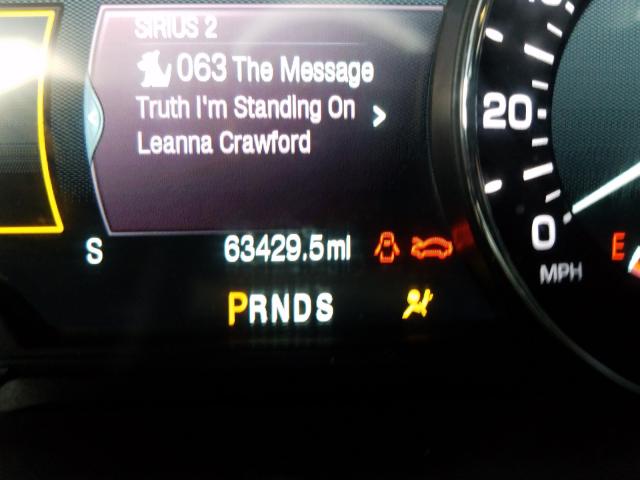 SIRIUS 2
063 The Message
Truth I'm Standing On
Leanna Crawford
20
0
MPH
E
S
63429.5mi
PRNDS